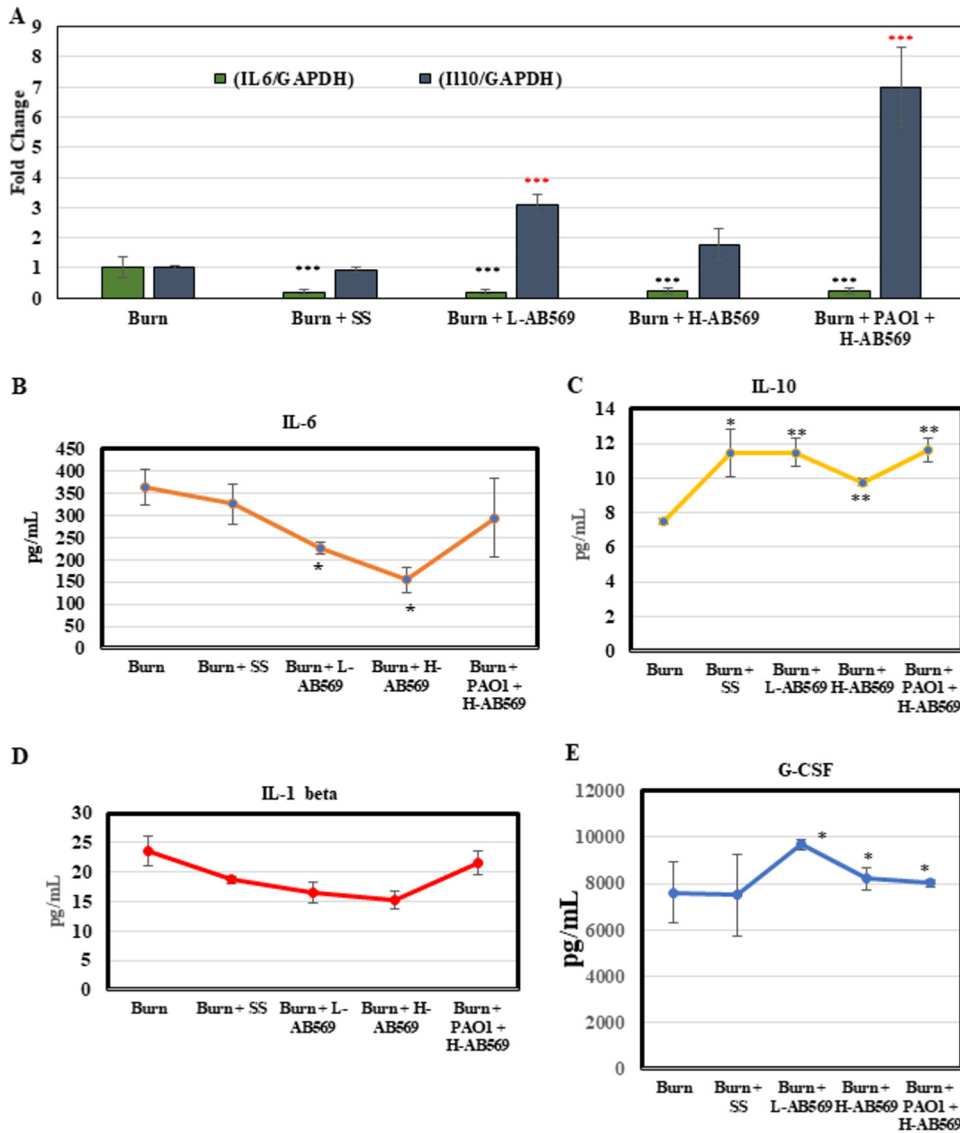 A
9
8
7
6
5
4
3
2
1
0
Fold Change
(IL6/GAPDH)
(Il10/GAPDH)
***
***
***
***
***
***
Burn
Burn + SS
Burn + L-AB569
Burn + H-AB569
Burn + PAO1 +
H-AB569
B
IL-6
450
400
350
300
250
200
150
100
50
0
pg/mL
*
*
Burn
Burn + SS
Burn + L-
AB569
Burn + H-
AB569
Burn +
PAO1 +
H-AB569
C
IL-10
14
12
10
8
6
4
2
0
pg/mL
*
**
**
**
Burn
Burn +
SS
Burn +
L-AB569
Burn +
H-AB569
Burn +
PAO1 +
H-AB569
D
IL-1 beta
30
25
20
15
10
5
0
pg/mL
Burn
Burn + SS
Burn + L-
AB569
Burn + H-
AB569
Burn +
PAO1 +
H-AB569
E
G-CSF
12000
10000
8000
6000
4000
2000
0
pg/mL
*
*
*
Burn
Burn +
SS
Burn +
L-AB569
Burn +
H-AB569
Burn +
PAO1 +
H-AB569